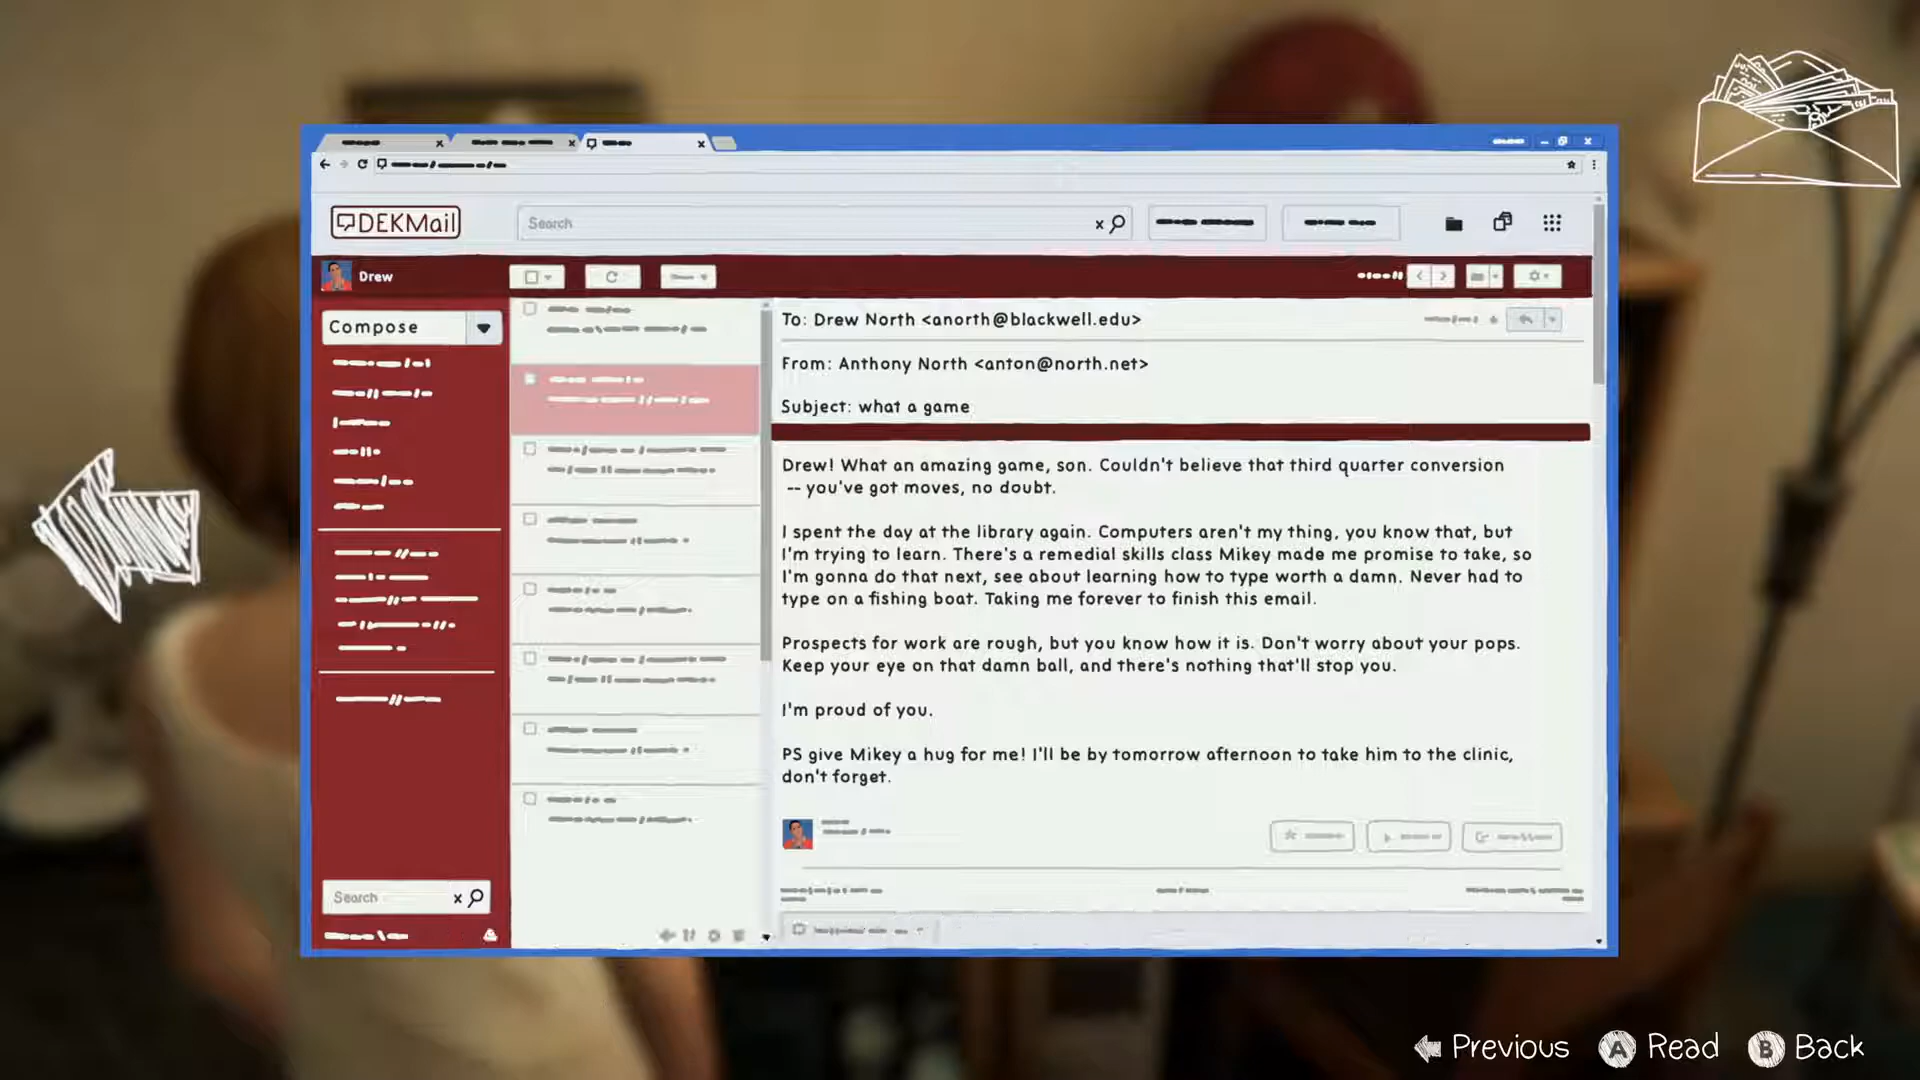 DEKMail
Search
x
Drew
Compose
To: Drew North <anorth@blackwell.edu>
From: Anthony North <anton@north.net>
Subject: what a game
Drew! What an amazing game, son. Couldn't believe that third quarter conversion
-- you've got moves, no doubt.
I spent the day at the library again. Computers aren't my thing, you know that, but
I'm trying to learn. There's a remedial skills class Mikey made me promise to take, so
I'm gonna do that next, see about learning how to type worth a damn. Never had to
type on a fishing boat. Taking me forever to finish this email.
Prospects for work are rough, but you know how it is. Don't worry about your pops.
Keep your eye on that damn ball, and there's nothing that'll stop you.
I'm proud of you.
PS give Mikey a hug for me! I'll be by tomorrow afternoon to take him to the clinic,
don't forget.
Search
x
Previous
A Read
B Back